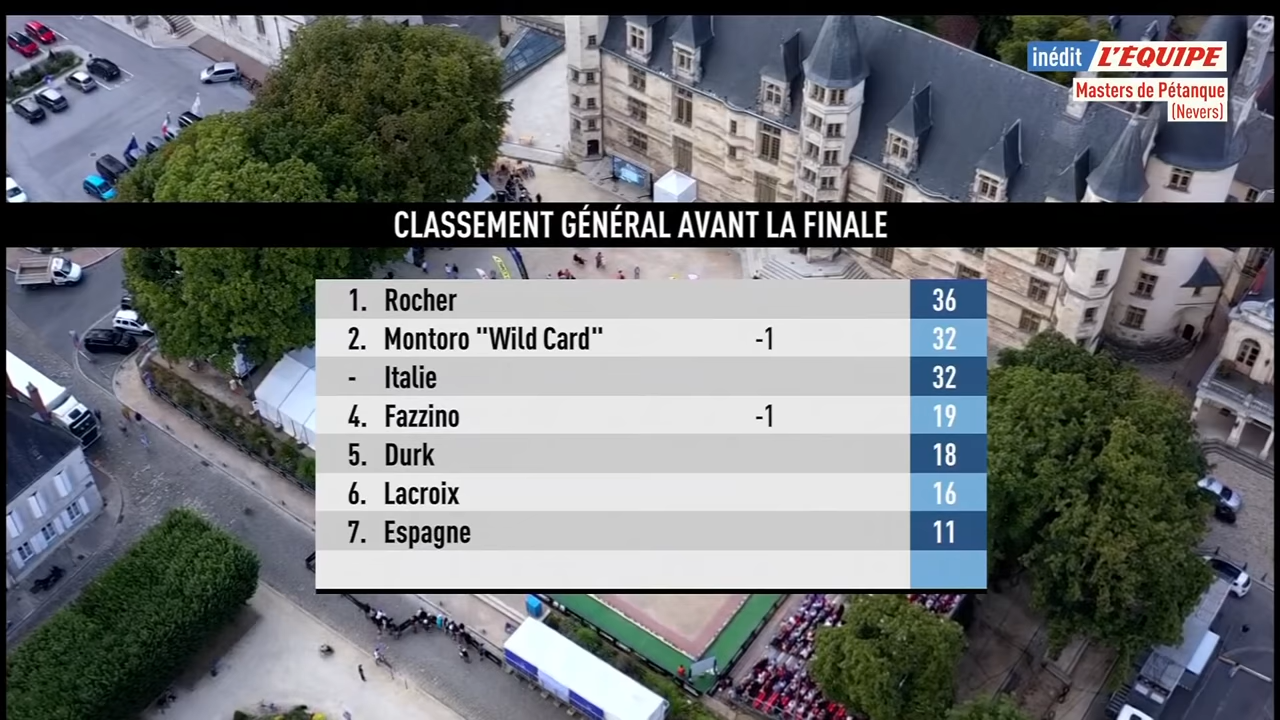 inédit L'ÉQUIPE
Masters de Pétanque
(Nevers)
CLASSEMENT GÉNÉRAL AVANT LA FINALE
1. Rocher 36
2. Montoro "Wild Card" -1 32
- Italie 32
4. Fazzino -1 19
5. Durk 18
6. Lacroix 16
7. Espagne 11